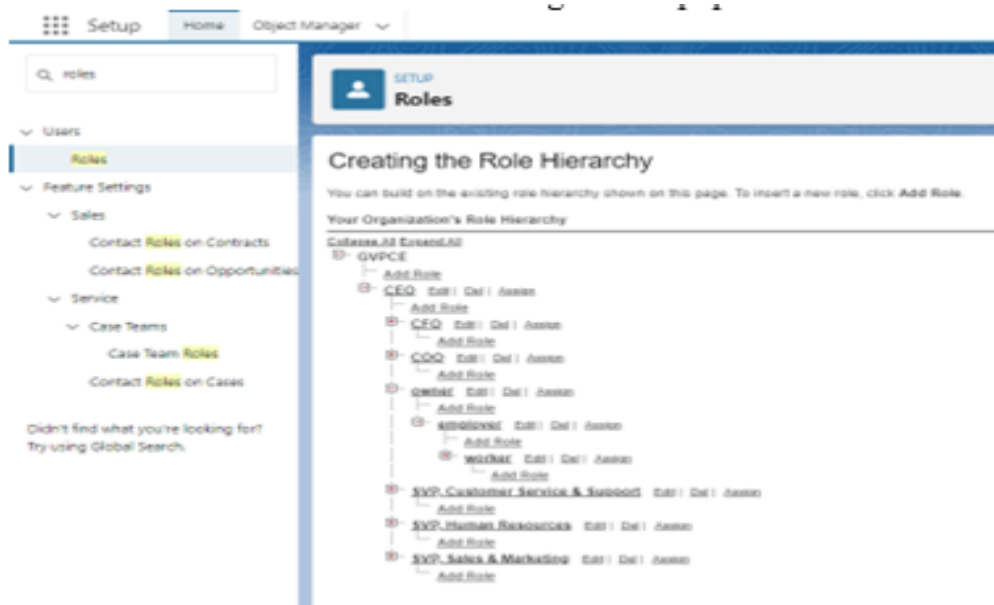 Setup Home Object Manager
roles
Users
Roles
Feature Settings
Sales
Contact Roles on Contracts
Contact Roles on Opportunities
Service
Case Teams
Case Team Roles
Contact Roles on Cases
Didn't find what you're looking for?
Try using Global Search.
SETUP
Roles
Creating the Role Hierarchy
You can build on the existing role hierarchy shown on this page. To insert a new role, click Add Role.
Your Organization's Role Hierarchy
Collapse All Expand All
GVPCE
Add Role
CEO Edit | Del | Assign
Add Role
CFO Edit | Del | Assign
Add Role
COO Edit | Del | Assign
Add Role
owner Edit | Del | Assign
Add Role
employer Edit | Del | Assign
Add Role
worker Edit | Del | Assign
Add Role
SVP, Customer Service & Support Edit | Del | Assign
Add Role
SVP, Human Resources Edit | Del | Assign
Add Role
SVP, Sales & Marketing Edit | Del | Assign
Add Role